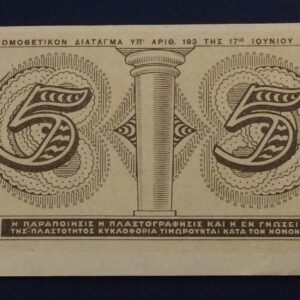 ΟΜΟΘΕΤΙΚΟΝ ΔΙΑΤΑΓΜΑ ΥΠ' ΑΡΙΘ. 193 ΤΗΣ 17ης ΙΟΥΝΙΟΥ
5 5
Η ΠΑΡΑΠΟΙΗΣΙΣ Η ΠΛΑΣΤΟΓΡΑΦΗΣΙΣ ΚΑΙ Η ΕΝ ΓΝΩΣΕΙ
ΤΗΣ ΠΛΑΣΤΟΤΗΤΟΣ ΚΥΚΛΟΦΟΡΙΑ ΤΙΜΩΡΟΥΝΤΑΙ ΚΑΤΑ ΤΟΝ ΝΟΜΟΝ